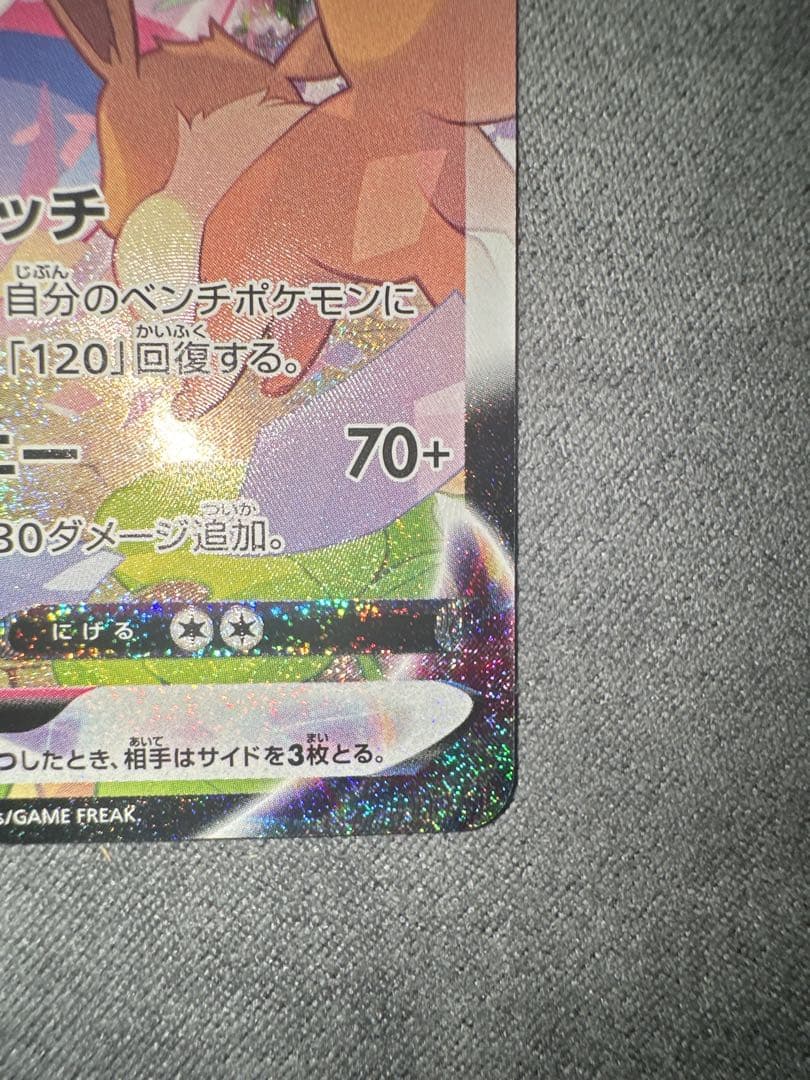 ッチ
じぶん
自分のベンチポケモンに
かいふく
「120」回復する。
ニー 70+
ついか
30ダメージ追加。
にげる
あいて まい
つしたとき、相手はサイドを3枚とる。
s/GAME FREAK.